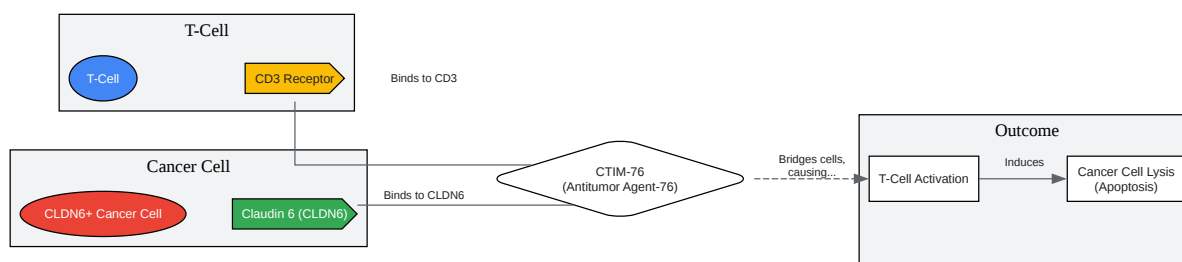 T-Cell
T-Cell
CD3 Receptor
Binds to CD3
Cancer Cell
CLDN6+ Cancer Cell
Claudin 6 (CLDN6)
Binds to CLDN6
CTIM-76
(Antitumor Agent-76)
Bridges cells,
causing...
Outcome
T-Cell Activation
Induces
Cancer Cell Lysis
(Apoptosis)